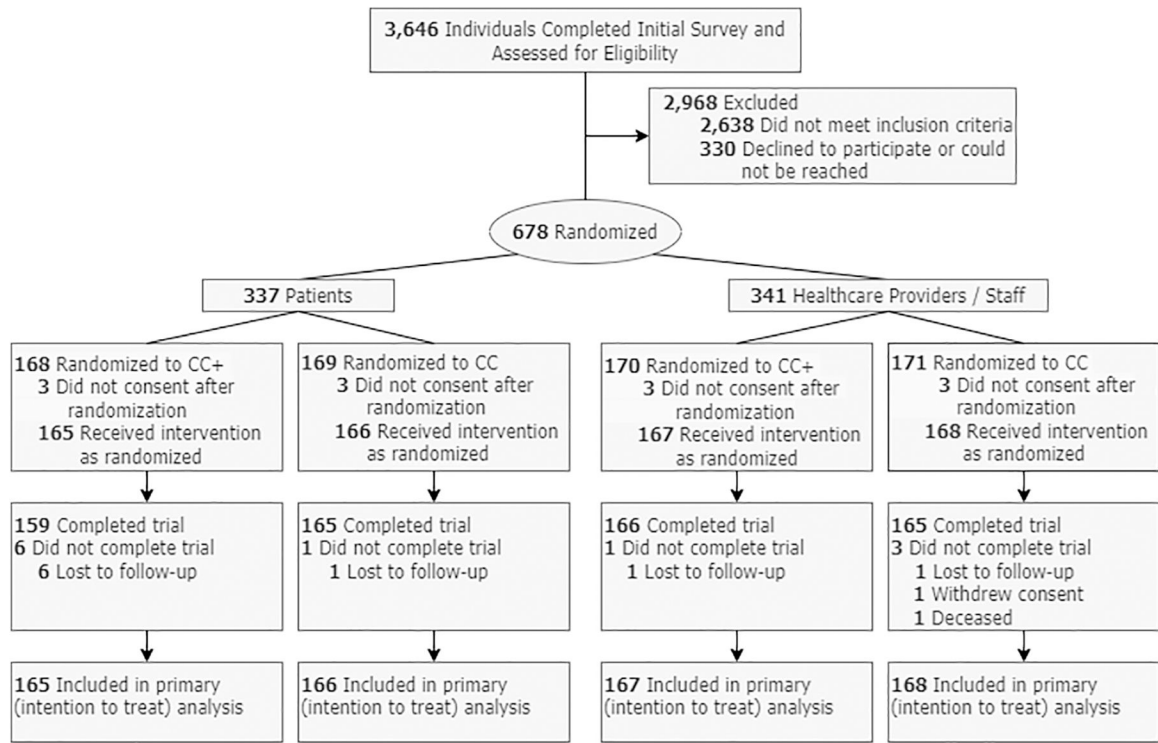 3,646 Individuals Completed Initial Survey and
Assessed for Eligibility
2,968 Excluded
2,638 Did not meet inclusion criteria
330 Declined to participate or could
not be reached
678 Randomized
337 Patients
341 Healthcare Providers / Staff
168 Randomized to CC+
3 Did not consent after
randomization
165 Received intervention
as randomized
169 Randomized to CC
3 Did not consent after
randomization
166 Received intervention
as randomized
170 Randomized to CC+
3 Did not consent after
randomization
167 Received intervention
as randomized
171 Randomized to CC
3 Did not consent after
randomization
168 Received intervention
as randomized
159 Completed trial
6 Did not complete trial
6 Lost to follow-up
165 Completed trial
1 Did not complete trial
1 Lost to follow-up
166 Completed trial
1 Did not complete trial
1 Lost to follow-up
165 Completed trial
3 Did not complete trial
1 Lost to follow-up
1 Withdrew consent
1 Deceased
165 Included in primary
(intention to treat) analysis
166 Included in primary
(intention to treat) analysis
167 Included in primary
(intention to treat) analysis
168 Included in primary
(intention to treat) analysis